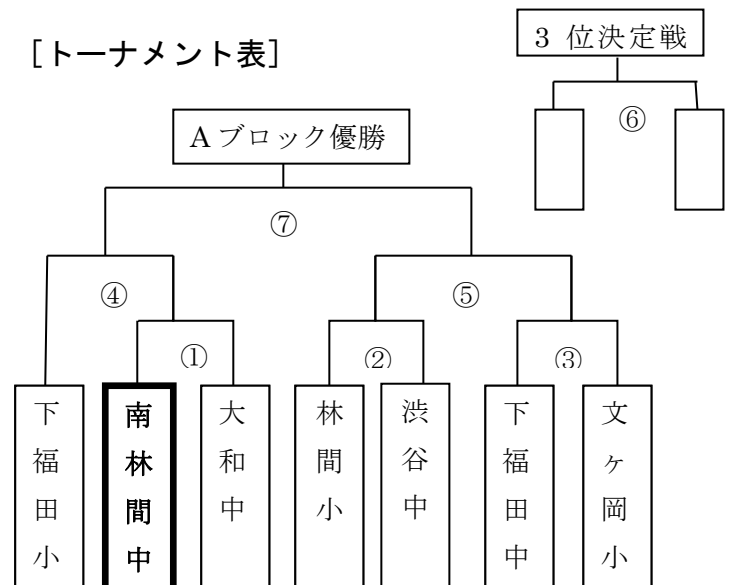 [トーナメント表]
3 位決定戦
⑥
Aブロック優勝
⑦
④
⑤
①
②
③
下福田小
南林間中
大和中
林間小
渋谷中
下福田中
文ヶ岡小